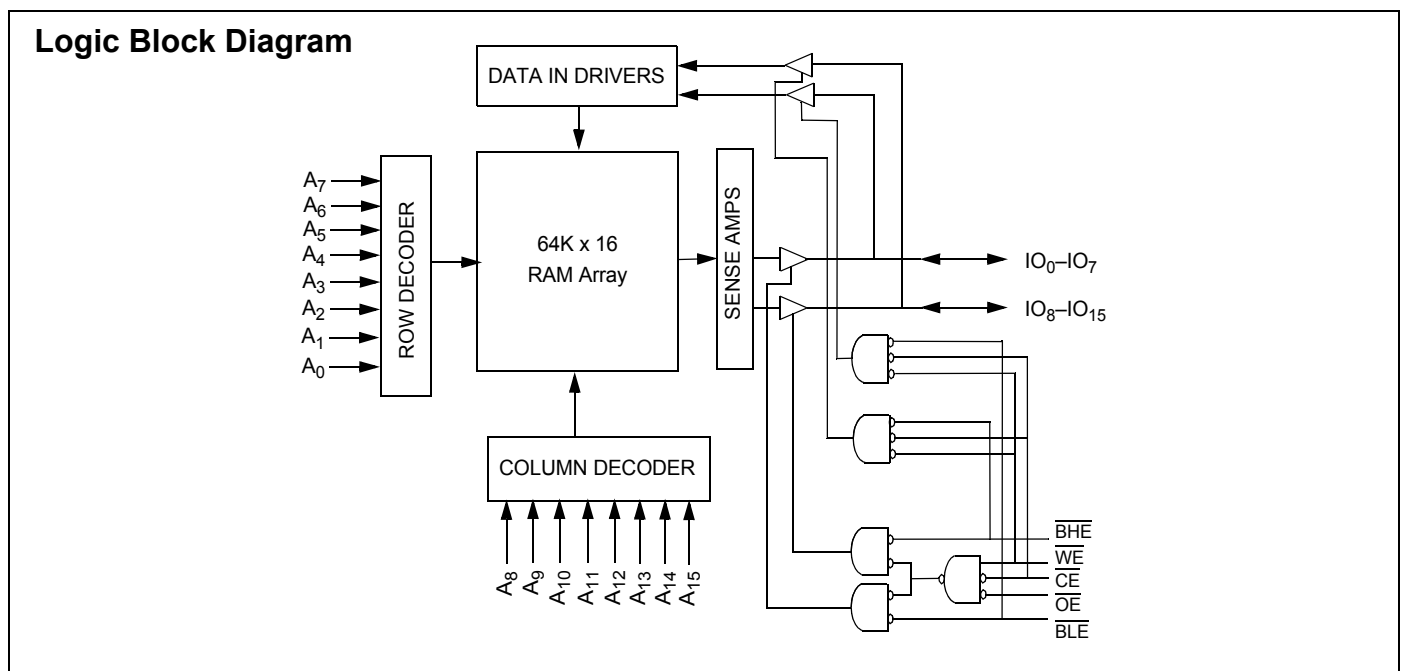 Logic Block Diagram
DATA IN DRIVERS
A7
A6
A5
A4
A3
A2
A1
A0
ROW DECODER
64K x 16
RAM Array
SENSE AMPS
IO0–IO7
IO8–IO15
COLUMN DECODER
A8
A9
A10
A11
A12
A13
A14
A15
BHE
WE
CE
OE
BLE